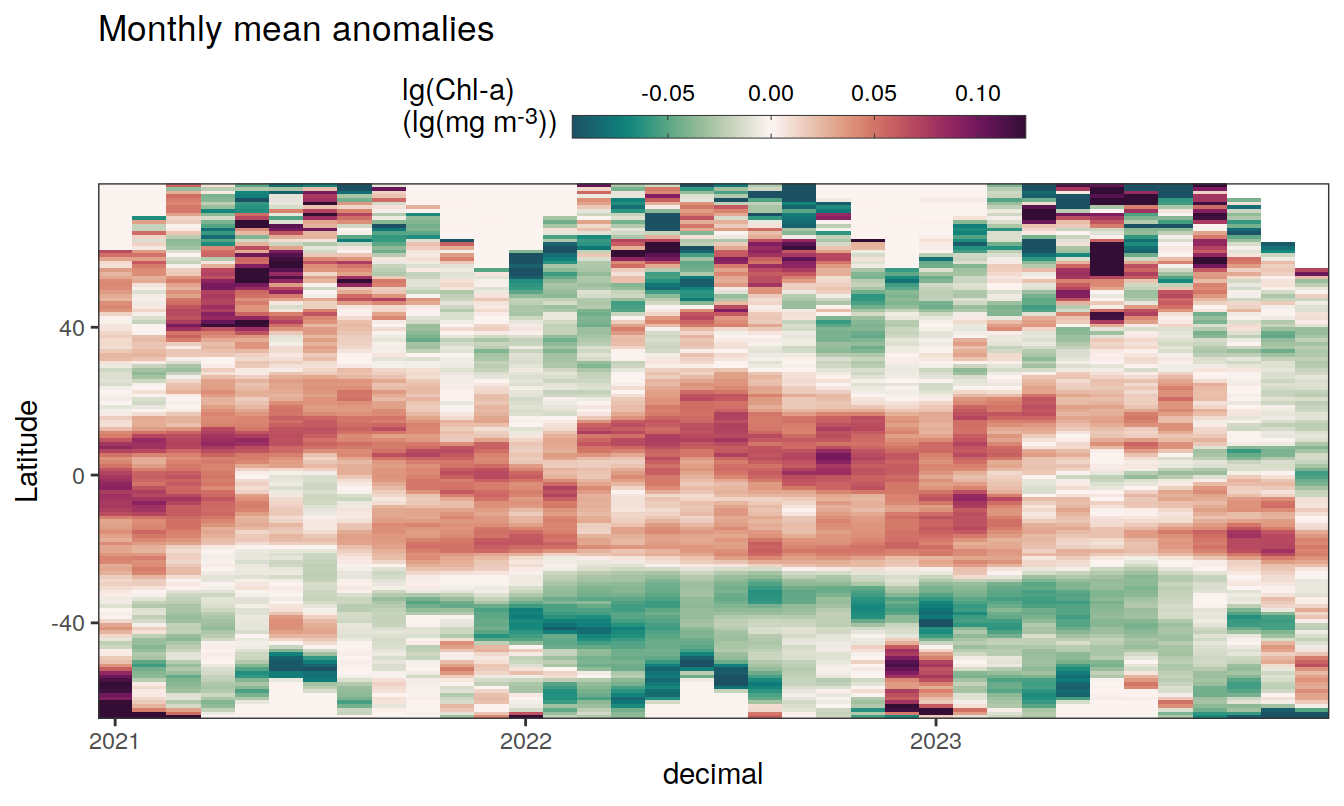 Monthly mean anomalies
lg(Chl-a)
(lg(mg m-3))
-0.05 0.00 0.05 0.10
Latitude
40
0
-40
2021 2022 2023
decimal